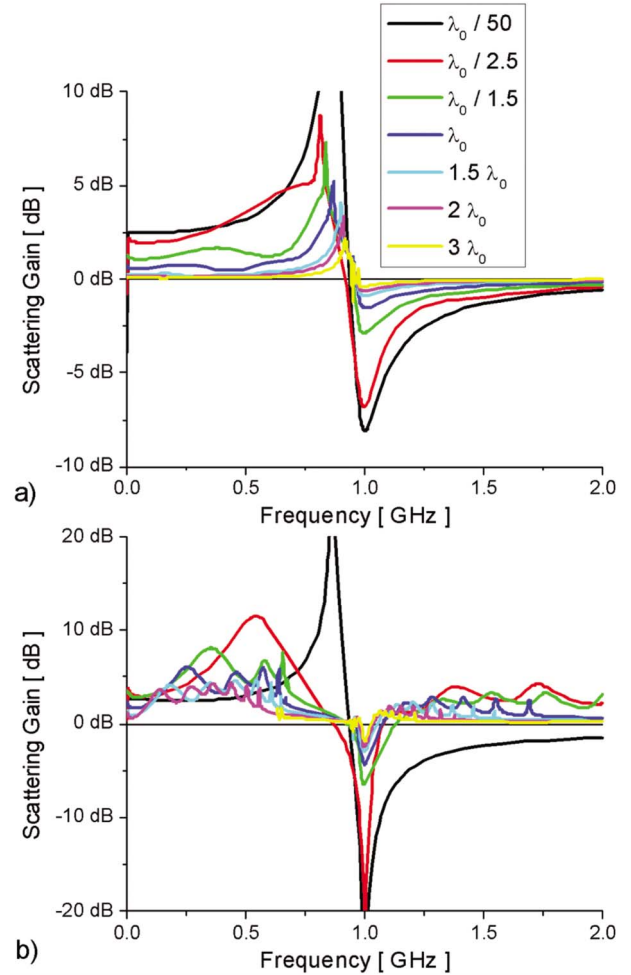 λ₀ / 50
λ₀ / 2.5
λ₀ / 1.5
λ₀
1.5 λ₀
2 λ₀
3 λ₀
10 dB
5 dB
0 dB
-5 dB
-10 dB
Scattering Gain [ dB ]
0.0 0.5 1.0 1.5 2.0
Frequency [ GHz ]
a)
20 dB
10 dB
0 dB
-10 dB
-20 dB
Scattering Gain [ dB ]
0.0 0.5 1.0 1.5 2.0
Frequency [ GHz ]
b)